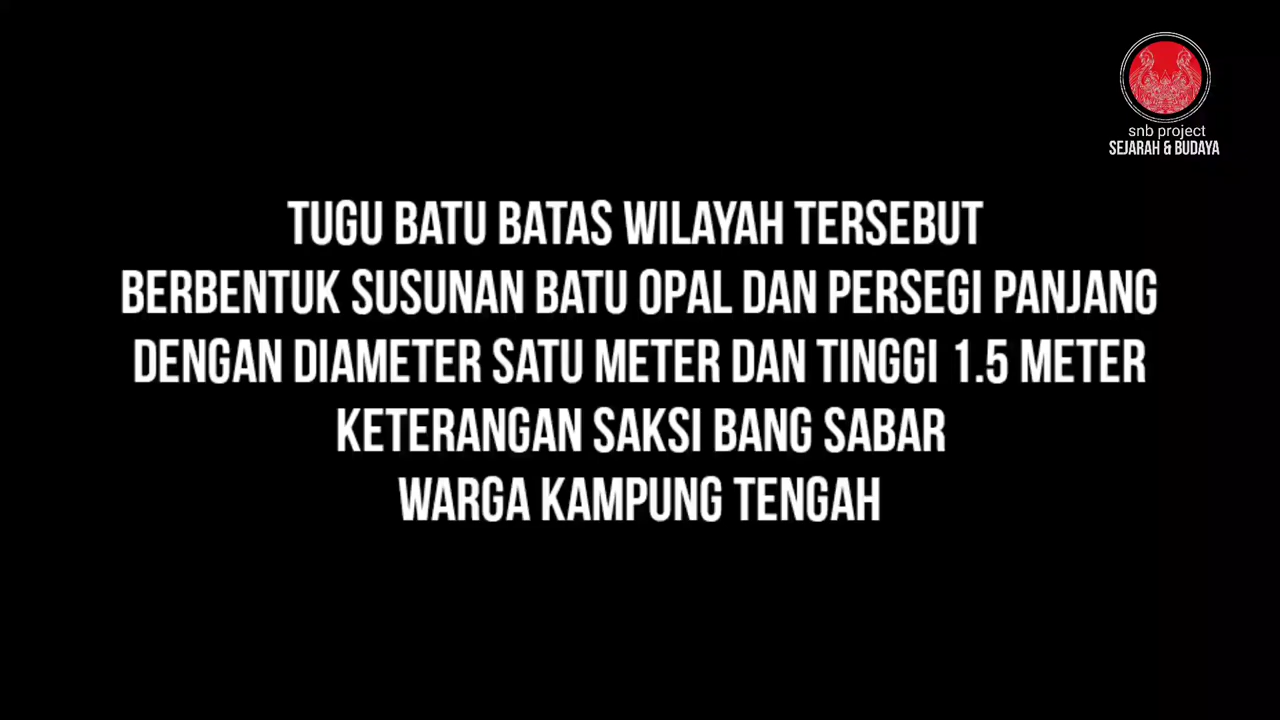 snb project
SEJARAH & BUDAYA
TUGU BATU BATAS WILAYAH TERSEBUT
BERBENTUK SUSUNAN BATU OPAL DAN PERSEGI PANJANG
DENGAN DIAMETER SATU METER DAN TINGGI 1.5 METER
KETERANGAN SAKSI BANG SABAR
WARGA KAMPUNG TENGAH